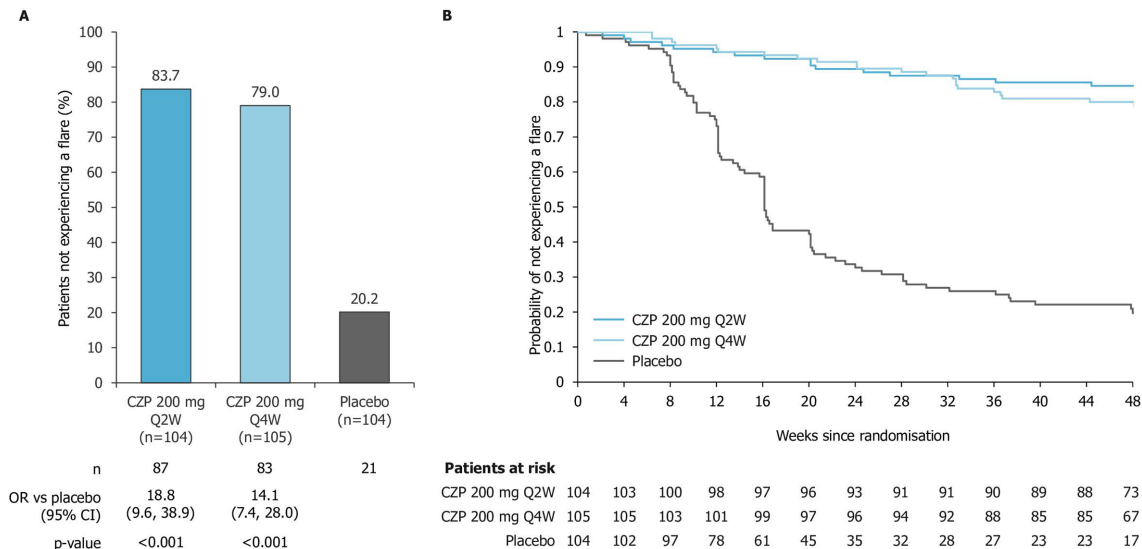 A
Patients not experiencing a flare (%)
100
90
80
70
60
50
40
30
20
10
0
83.7
79.0
20.2
CZP 200 mg
Q2W
(n=104)
CZP 200 mg
Q4W
(n=105)
Placebo
(n=104)
n 87 83 21
OR vs placebo 18.8 14.1
(95% CI) (9.6, 38.9) (7.4, 28.0)
p-value <0.001 <0.001
B
Probability of not experiencing a flare
1
0.9
0.8
0.7
0.6
0.5
0.4
0.3
0.2
0.1
0
CZP 200 mg Q2W
CZP 200 mg Q4W
Placebo
0 4 8 12 16 20 24 28 32 36 40 44 48
Weeks since randomisation
Patients at risk
CZP 200 mg Q2W 104 103 100 98 97 96 93 91 91 90 89 88 73
CZP 200 mg Q4W 105 105 103 101 99 97 96 94 92 88 85 85 67
Placebo 104 102 97 78 61 45 35 32 28 27 23 23 17